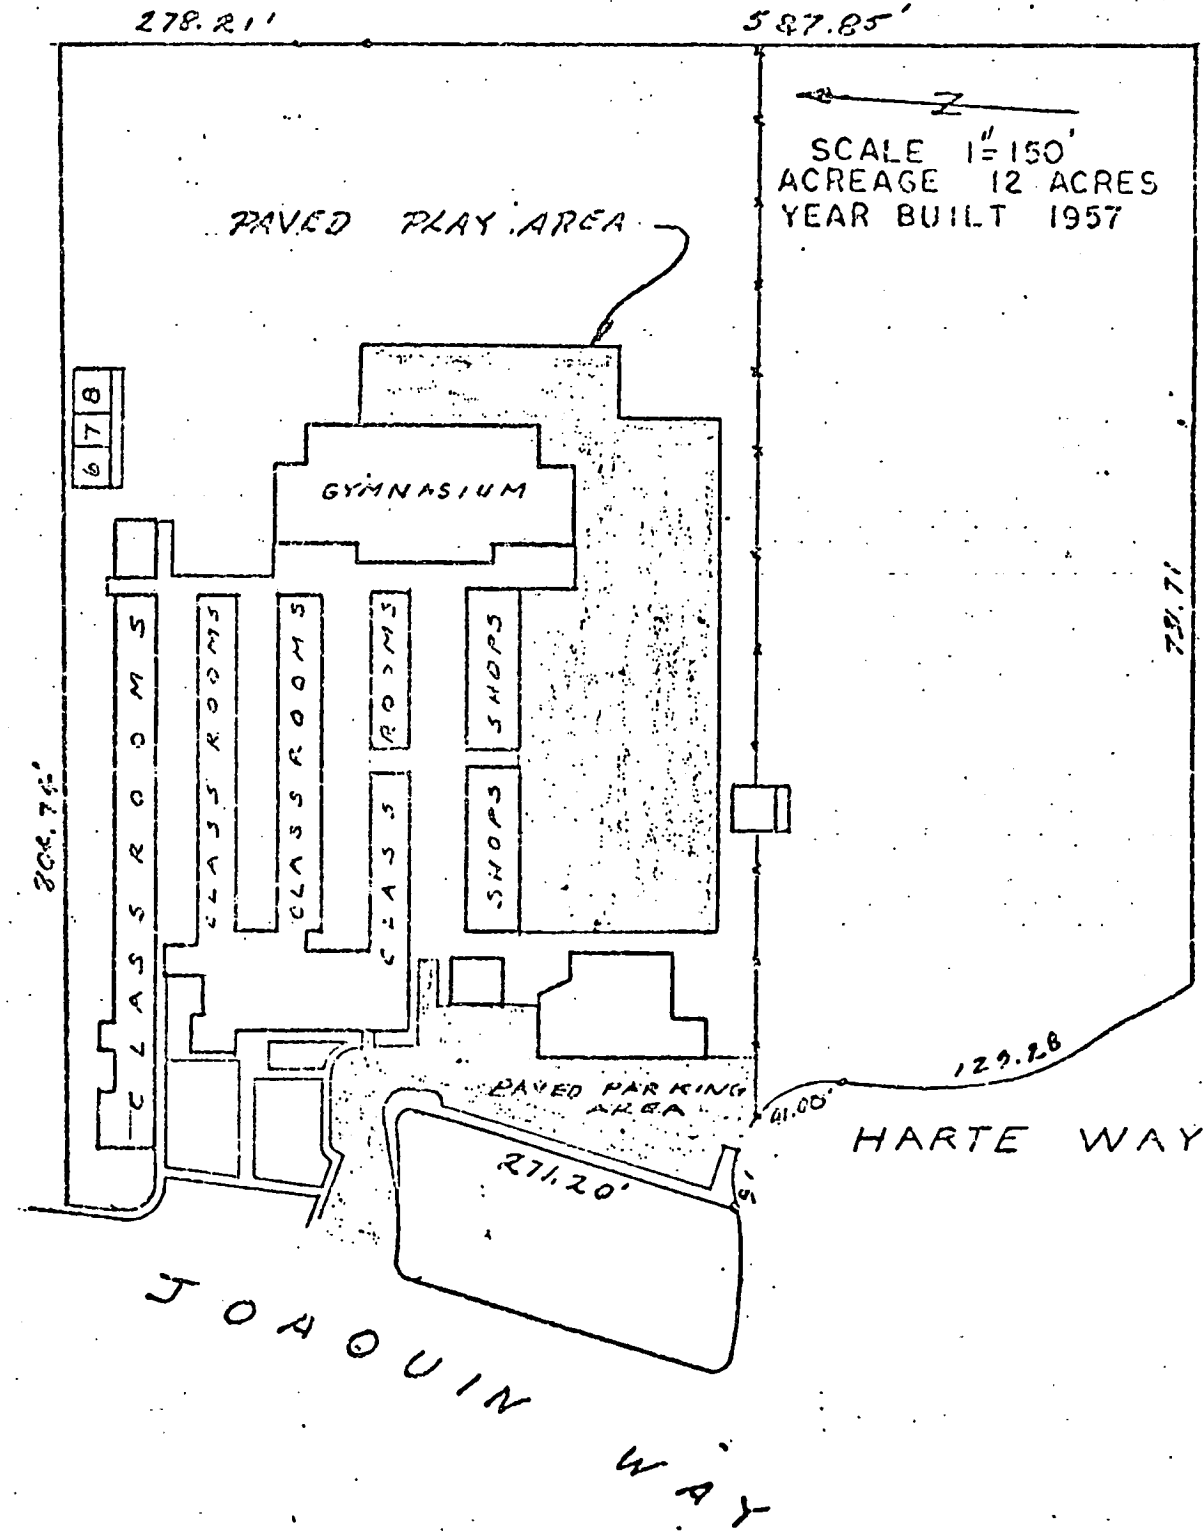 278.21'
587.85'
Z
SCALE 1"=150'
ACREAGE 12 ACRES
YEAR BUILT 1957
PAVED PLAY AREA
6 7 8
GYMNASIUM
CLASSROOMS
CLASS ROOMS
CLASSROOMS
CLASS ROOMS
SHOPS
SHOPS
731.71
PAVED PARKING
AREA
41.00'
129.28
HARTE WAY
271.20'
JOAQUIN
WAY